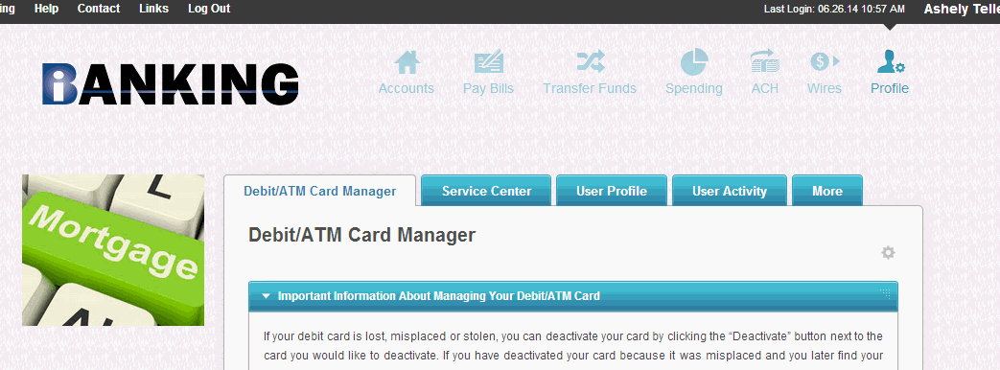 Help Contact Links Log Out Last Login: 06.26.14 10:57 AM Ashely
iBANKING
Accounts Pay Bills Transfer Funds Spending ACH Wires Profile
L
Mortgage
Debit/ATM Card Manager Service Center User Profile User Activity More
Debit/ATM Card Manager
Important Information About Managing Your Debit/ATM Card
If your debit card is lost, misplaced or stolen, you can deactivate your card by clicking the “Deactivate” button next to the
card you would like to deactivate. If you have deactivated your card because it was misplaced and you later find your